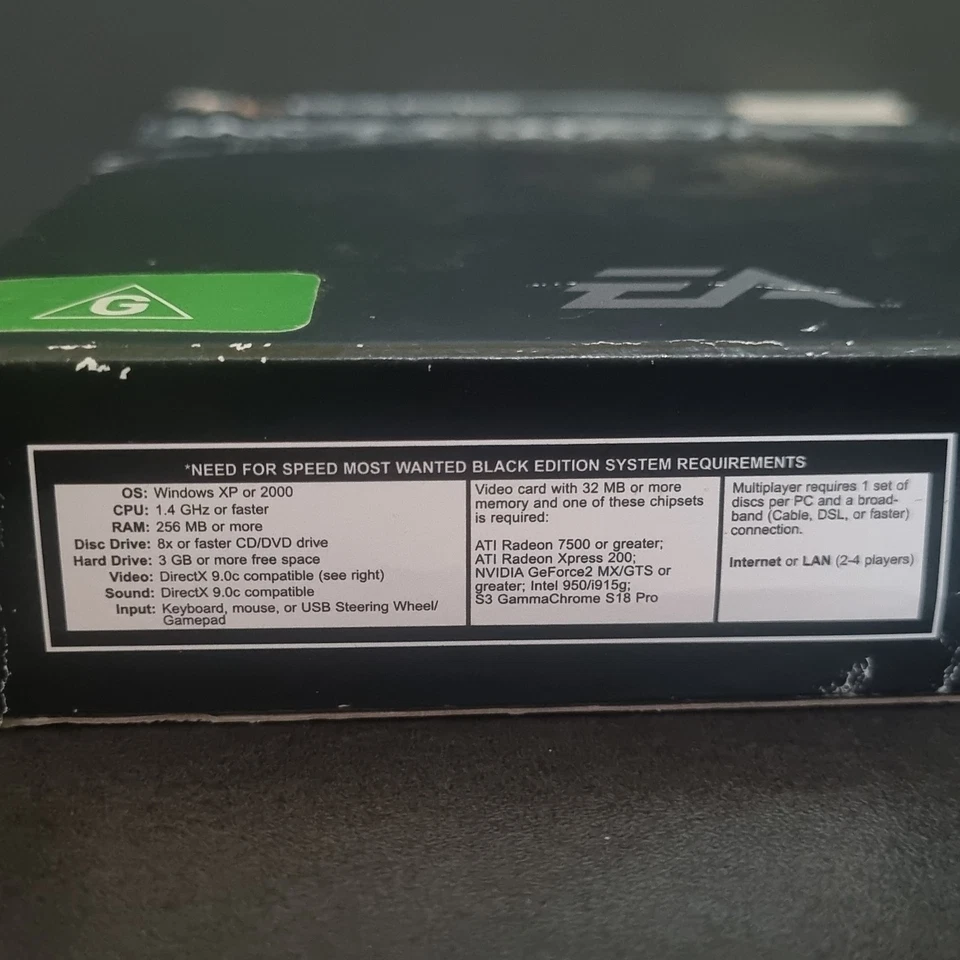 G
EA
*NEED FOR SPEED MOST WANTED BLACK EDITION SYSTEM REQUIREMENTS
OS: Windows XP or 2000
CPU: 1.4 GHz or faster
RAM: 256 MB or more
Disc Drive: 8x or faster CD/DVD drive
Hard Drive: 3 GB or more free space
Video: DirectX 9.0c compatible (see right)
Sound: DirectX 9.0c compatible
Input: Keyboard, mouse, or USB Steering Wheel/
Gamepad
Video card with 32 MB or more
memory and one of these chipsets
is required:
ATI Radeon 7500 or greater;
ATI Radeon Xpress 200;
NVIDIA GeForce2 MX/GTS or
greater; Intel 950/i915g;
S3 GammaChrome S18 Pro
Multiplayer requires 1 set of
discs per PC and a broad-
band (Cable, DSL, or faster)
connection.
Internet or LAN (2-4 players)